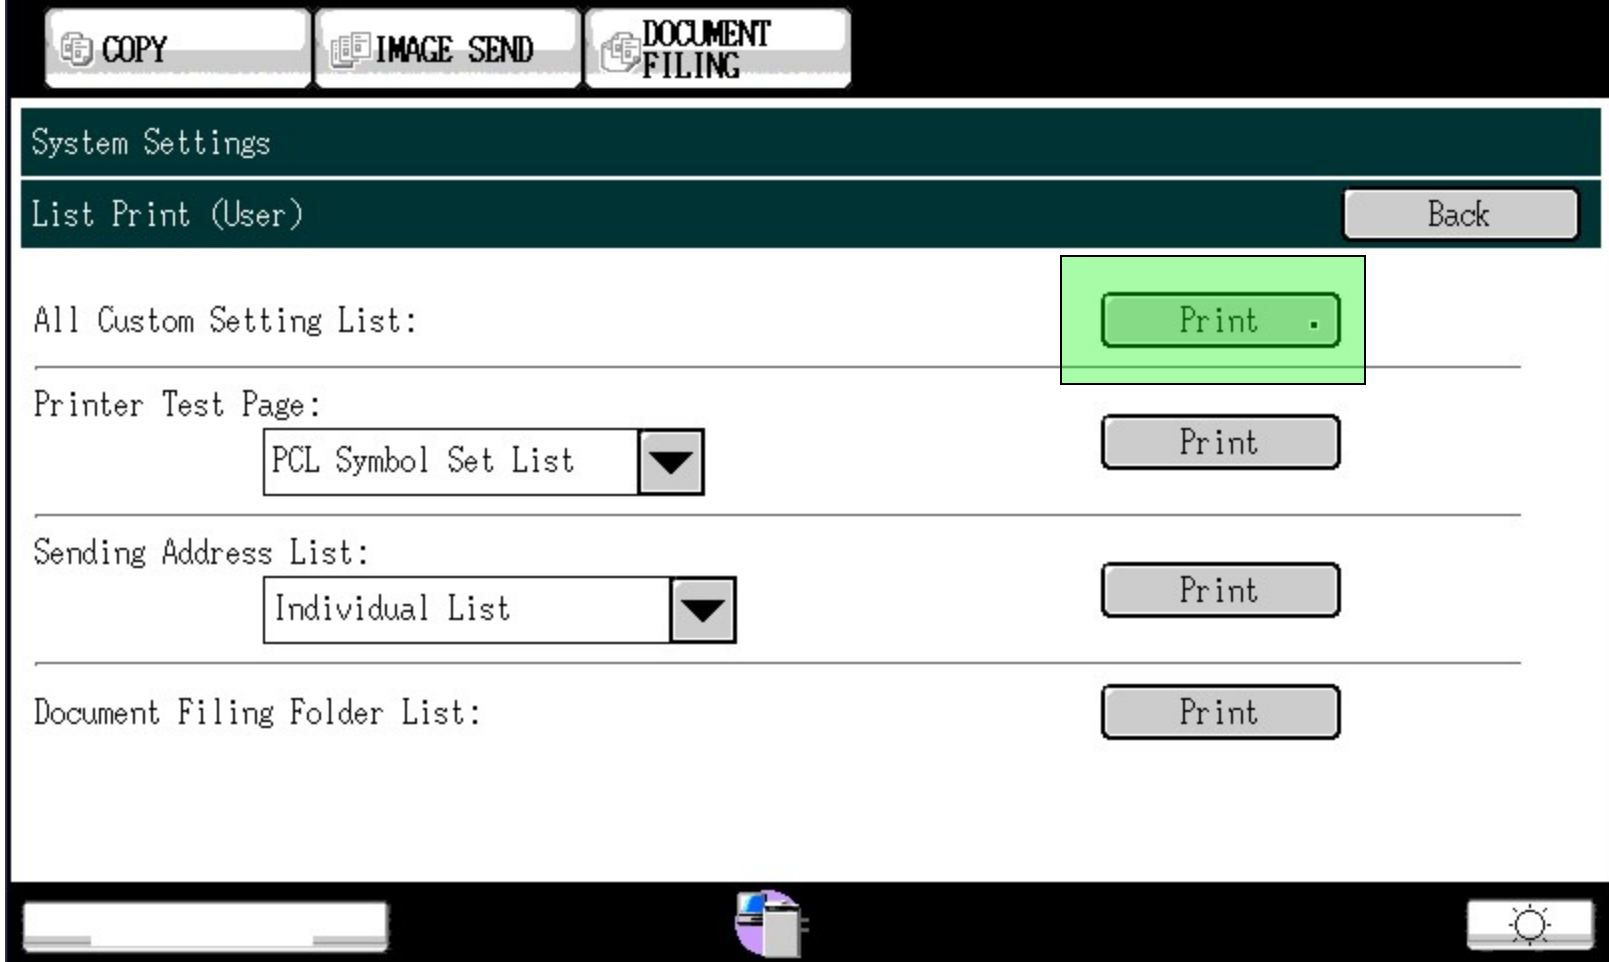 COPY
IMAGE SEND
DOCUMENT
FILING
System Settings
List Print (User)
Back
All Custom Setting List:
Print
Printer Test Page:
PCL Symbol Set List
Print
Sending Address List:
Individual List
Print
Document Filing Folder List:
Print